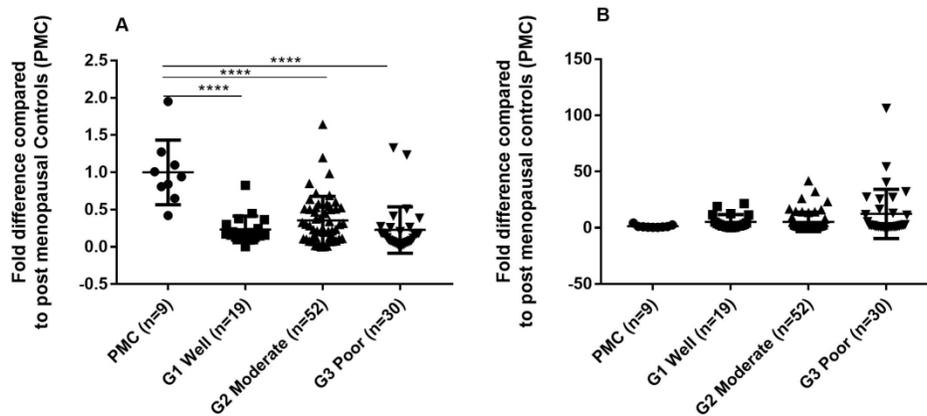 A
Fold difference compared
to post menopausal Controls (PMC)
2.5
2.0
1.5
1.0
0.5
0.0
-0.5
****
****
****
PMC (n=9)
G1 Well (n=19)
G2 Moderate (n=52)
G3 Poor (n=30)
B
Fold difference compared
to post menopausal controls (PMC)
150
100
50
0
-50
PMC (n=9)
G1 Well (n=19)
G2 Moderate (n=52)
G3 Poor (n=30)